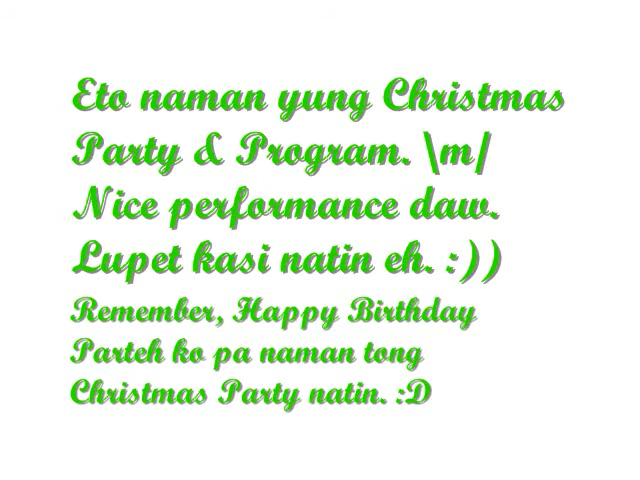 Eto naman yung Christmas
Party & Program. \m/
Nice performance daw.
Lupet kasi natin eh. :))
Remember, Happy Birthday
Parteh ko pa naman tong
Christmas Party natin. :D